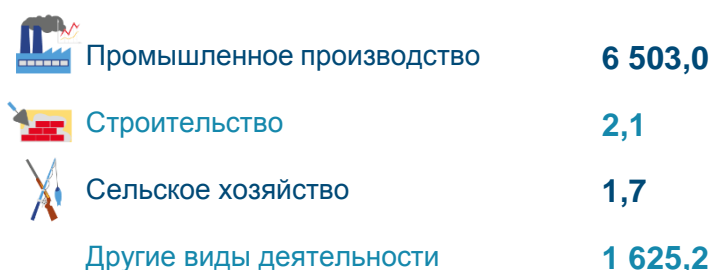 Промышленное производство 6 503,0
Строительство 2,1
Сельское хозяйство 1,7
Другие виды деятельности 1 625,2